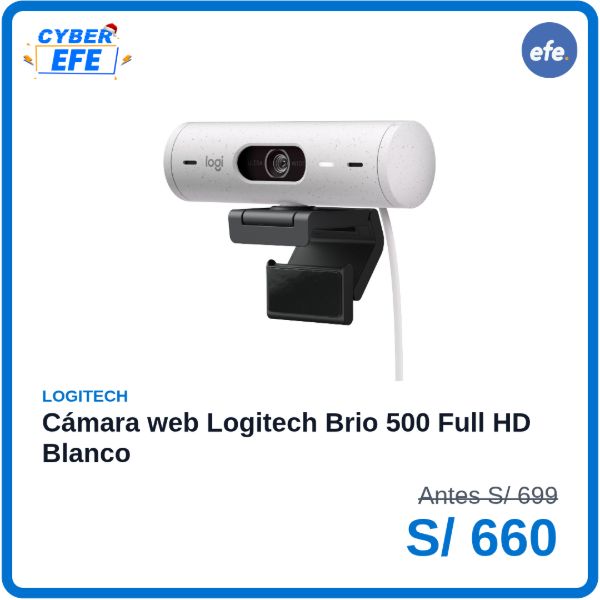 CYBER
EFE
efe.
logi
LOGITECH
Cámara web Logitech Brio 500 Full HD
Blanco
Antes S/ 699
S/ 660